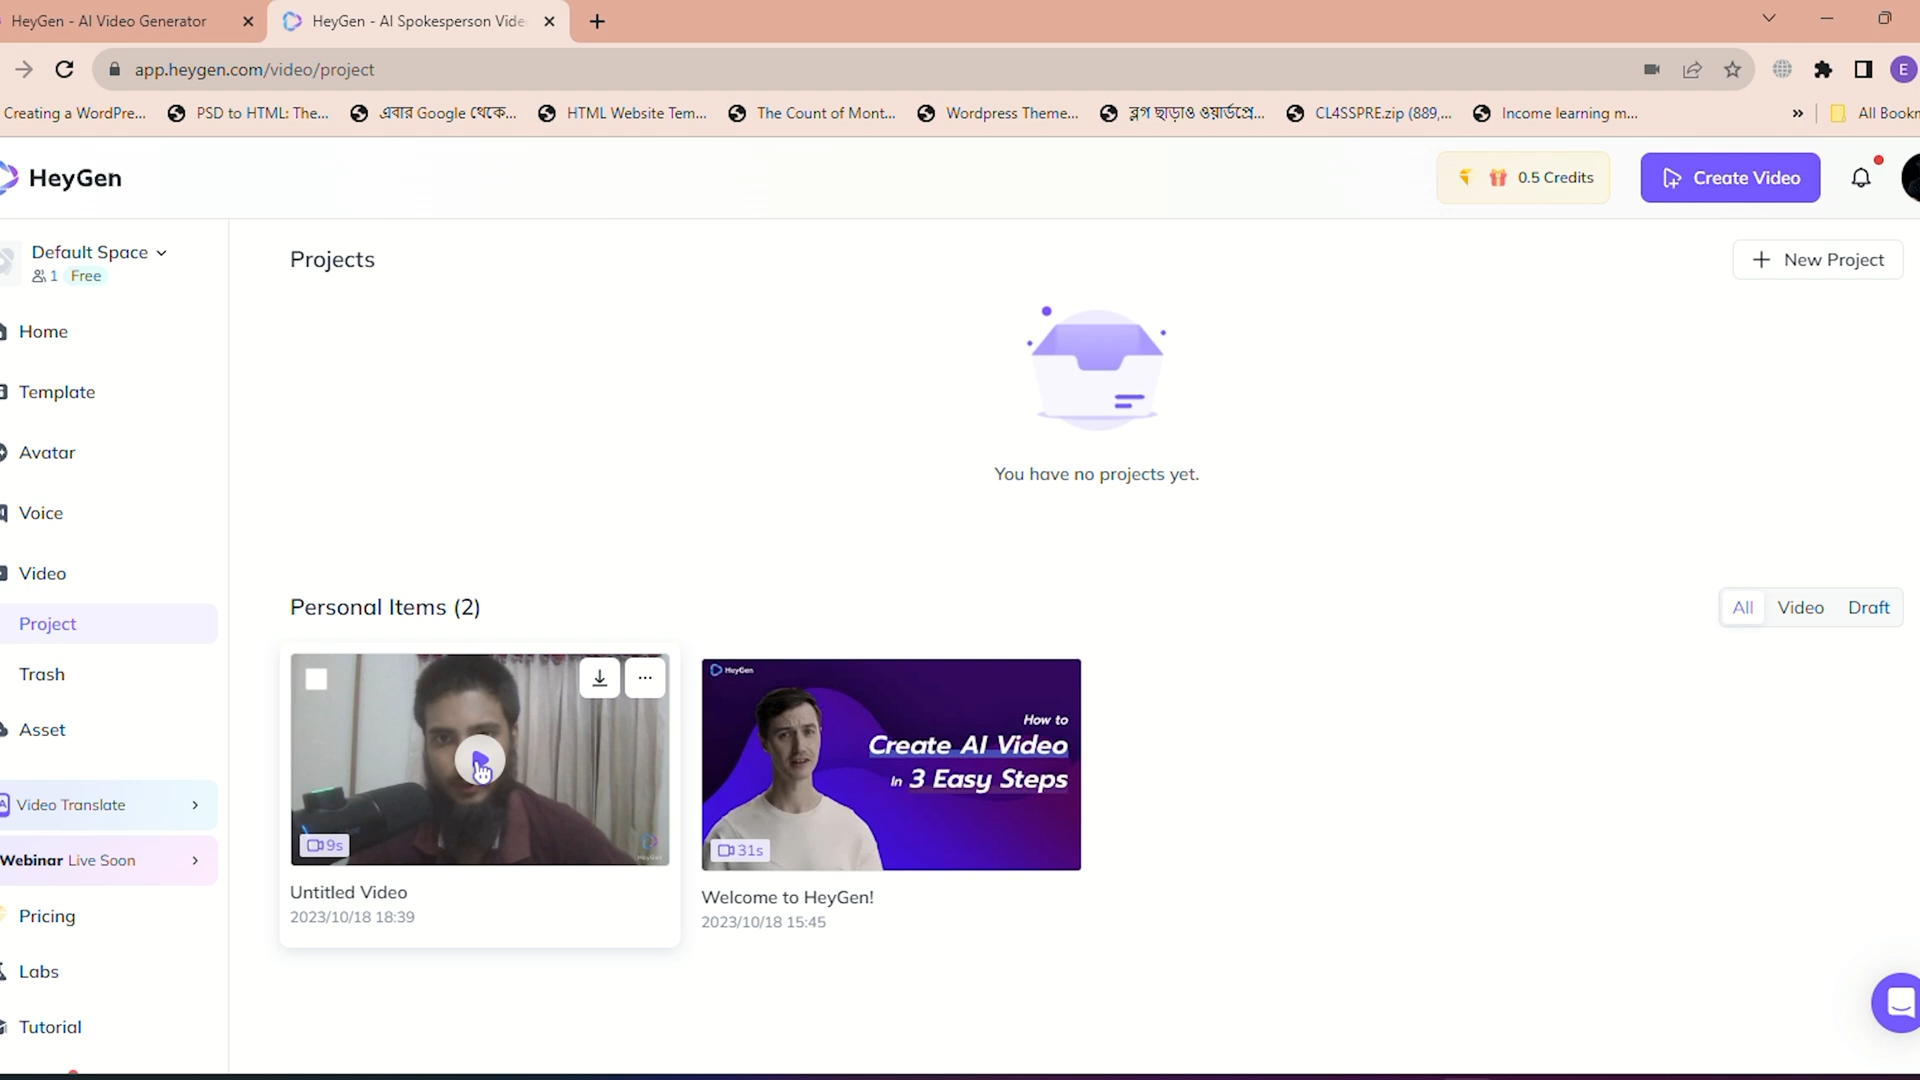 HeyGen - AI Video Generator
HeyGen - AI Spokesperson Vide
app.heygen.com/video/project
Creating a WordPre...
PSD to HTML: The...
এবার Google থেকে...
HTML Website Tem...
The Count of Mont...
Wordpress Theme...
ব্লগ ছাড়াও ওয়ার্ডপ্রে...
CL4SSPRE.zip (889,...
Income learning m...
»
All Bookm
E
HeyGen
0.5 Credits
Create Video
Default Space
1 Free
Projects
+ New Project
Home
Template
Avatar
Voice
Video
Project
Trash
Asset
Video Translate
Webinar Live Soon
Pricing
Labs
Tutorial
You have no projects yet.
Personal Items (2)
All Video Draft
9s
HeyGen
Untitled Video
2023/10/18 18:39
HeyGen
How to
Create AI Video
In 3 Easy Steps
31s
Welcome to HeyGen!
2023/10/18 15:45